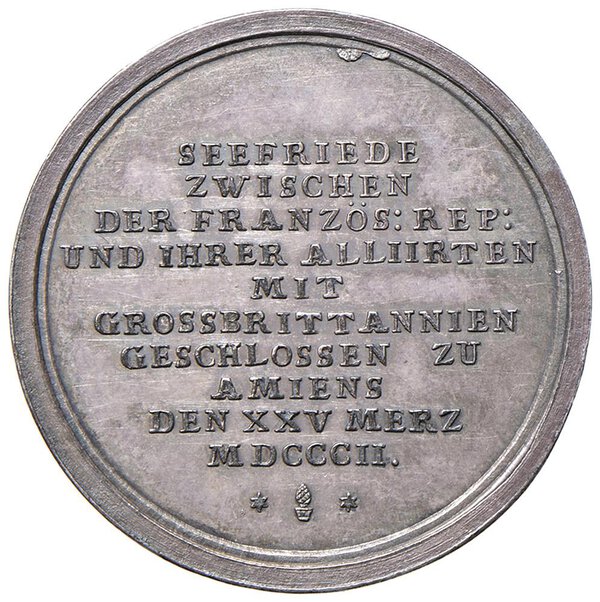 SEEFRIEDE
ZWISCHEN
DER FRANZÖS: REP:
UND IHRER ALLIIRTEN
MIT
GROSSBRITTANNIEN
GESCHLOSSEN ZU
AMIENS
DEN XXV MERZ
MDCCCII.